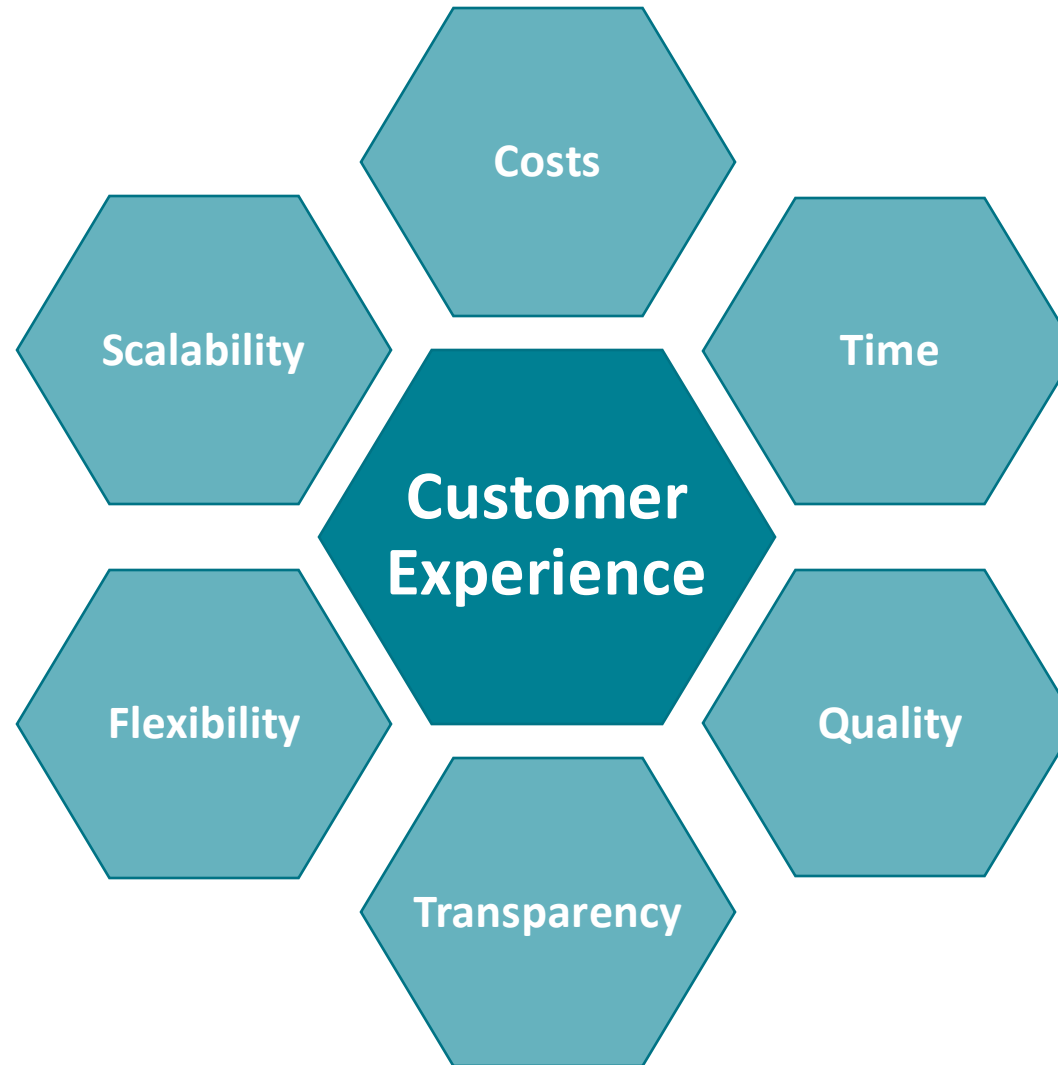 Costs
Scalability
Time
Customer
Experience
Flexibility
Quality
Transparency